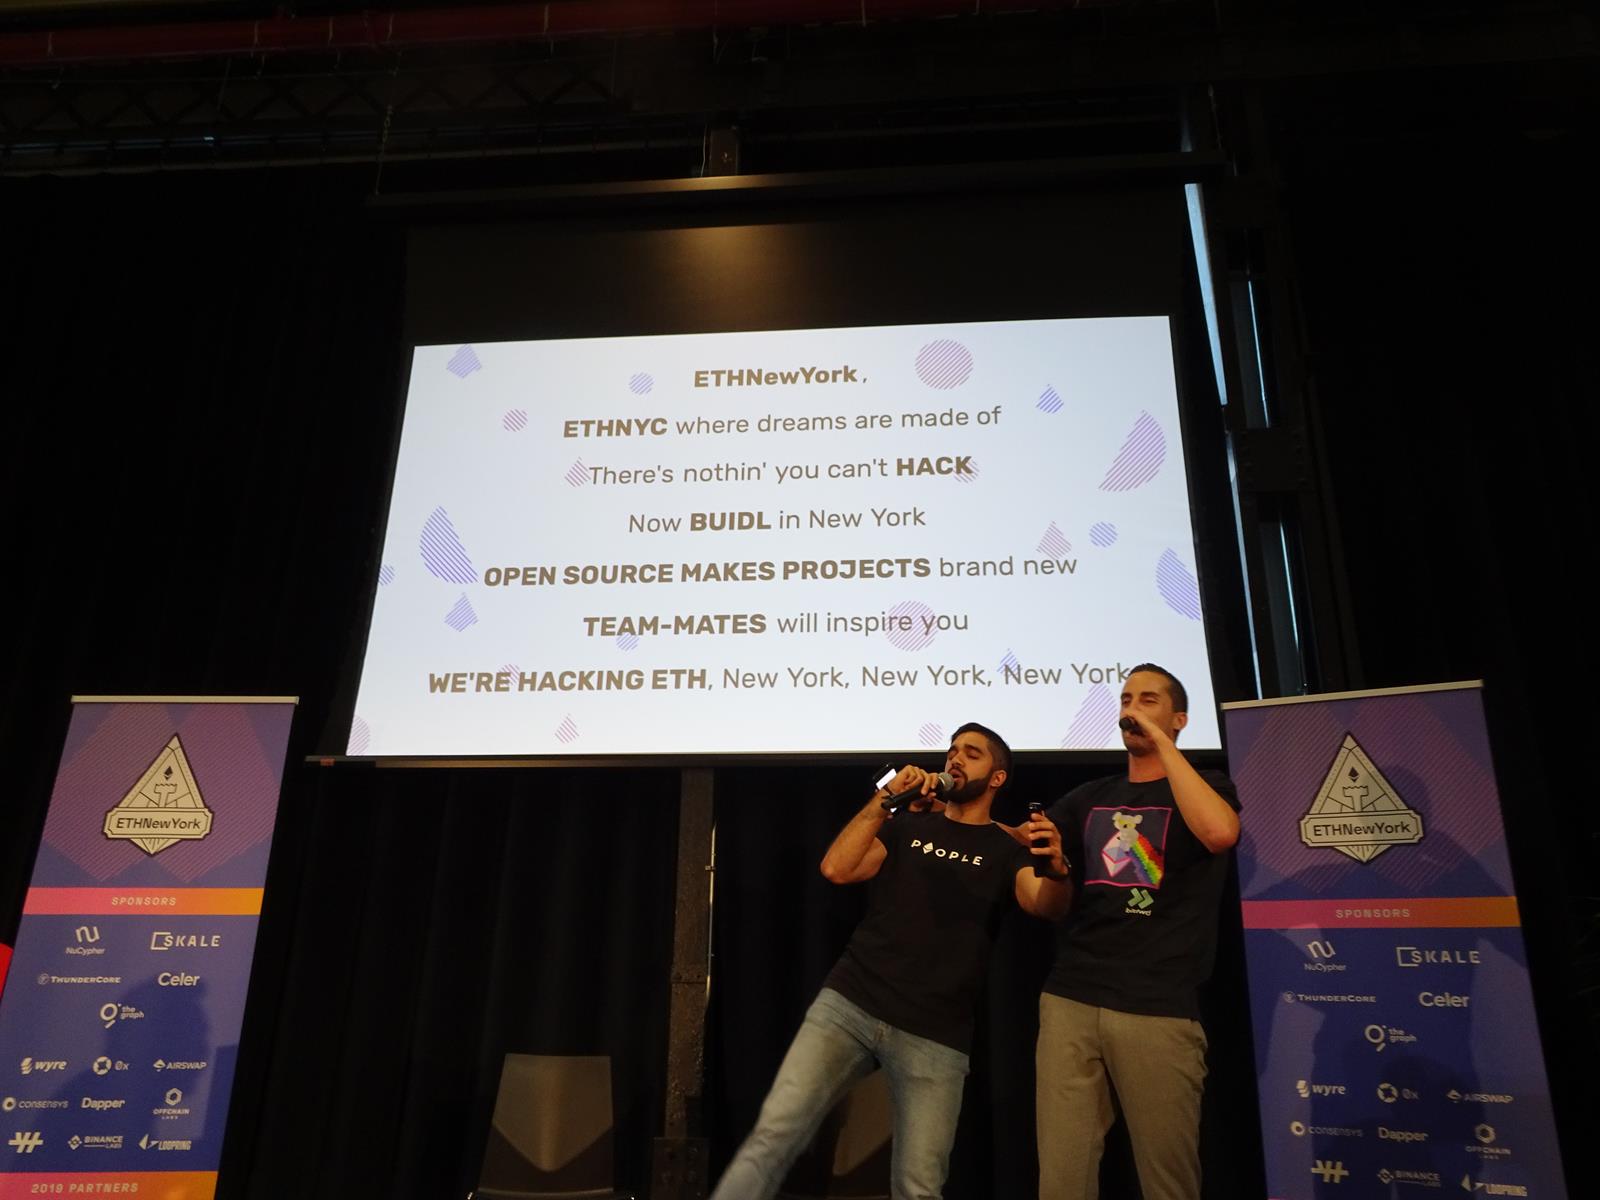 ETHNewYork,
ETHNYC where dreams are made of
There's nothin' you can't HACK
Now BUIDL in New York
OPEN SOURCE MAKES PROJECTS brand new
TEAM-MATES will inspire you
WE'RE HACKING ETH, New York, New York, New York
ETHNewYork
SPONSORS
NuCypher
SKALE
THUNDERCORE
Celer
the graph
wyre
0x
AIRSWAP
CONSENSYS
Dapper
OFFCHAIN LABS
BINANCE LABS
LOOPRING
2019 PARTNERS
PEOPLE
bitfwd
ETHNewYork
SPONSORS
NuCypher
SKALE
THUNDERCORE
Celer
the graph
wyre
0x
AIRSWAP
CONSENSYS
Dapper
OFFCHAIN LABS
BINANCE LABS
LOOPRING